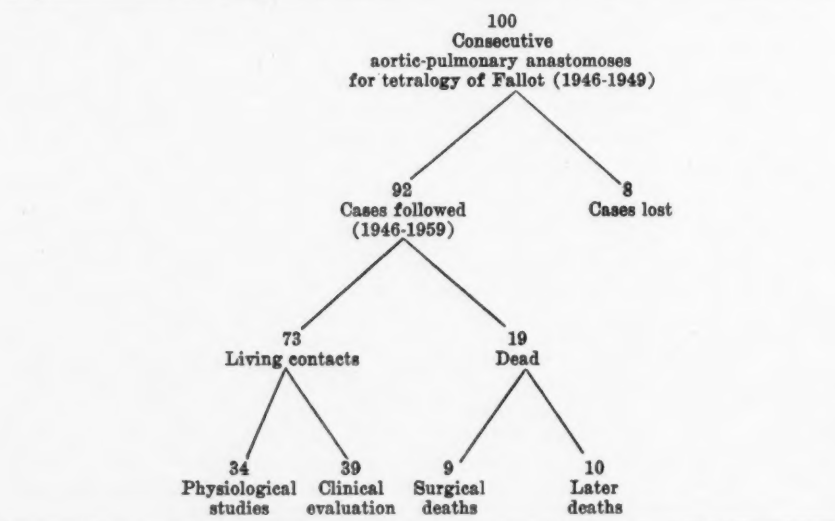 100
Consecutive
aortic-pulmonary anastomoses
for tetralogy of Fallot (1946-1949)
92
Cases followed
(1946-1959)
8
Cases lost
73
Living contacts
19
Dead
34
Physiological
studies
39
Clinical
evaluation
9
Surgical
deaths
10
Later
deaths